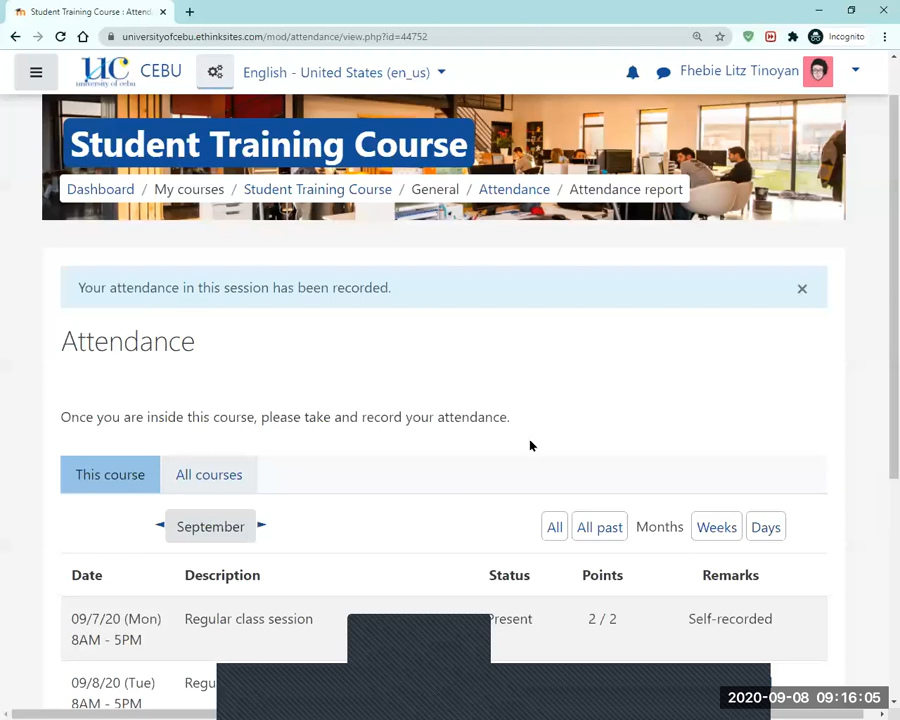 Student Training Course : Attend
universityofcebu.ethinksites.com/mod/attendance/view.php?id=44752
Incognito
UC
university of cebu
CEBU
English - United States (en_us)
Fhebie Litz Tinoyan
Student Training Course
Dashboard / My courses / Student Training Course / General / Attendance / Attendance report
Your attendance in this session has been recorded.
Attendance
Once you are inside this course, please take and record your attendance.
This course
All courses
September
All
All past
Months
Weeks
Days
Date Description Status Points Remarks
09/7/20 (Mon) Regular class session Present 2 / 2 Self-recorded
8AM - 5PM
09/8/20 (Tue) Regu
8AM - 5PM
2020-09-08 09:16:05